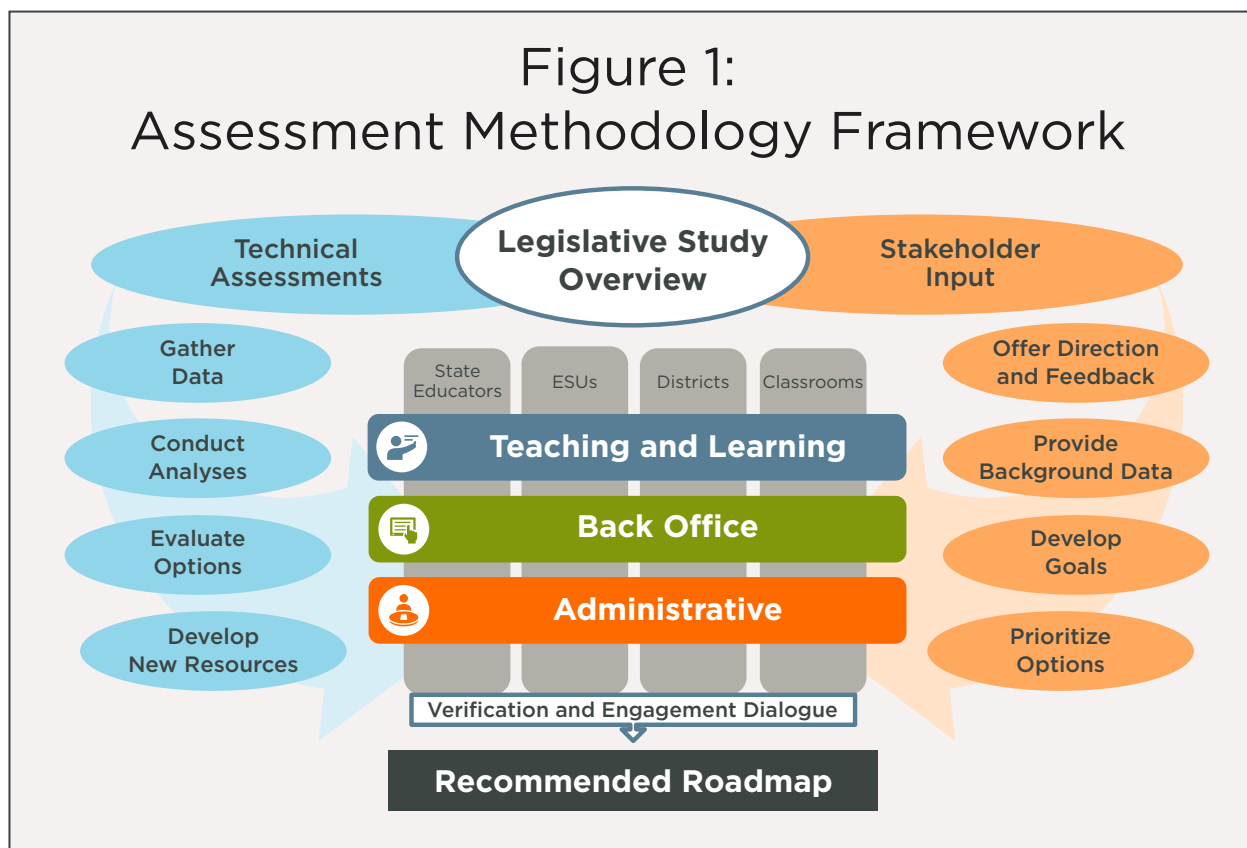 Figure 1:
Assessment Methodology Framework
Technical
Assessments
Legislative Study
Overview
Stakeholder
Input
Gather
Data
Conduct
Analyses
Evaluate
Options
Develop
New Resources
State
Educators
ESUs
Districts
Classrooms
Teaching and Learning
Back Office
Administrative
Offer Direction
and Feedback
Provide
Background Data
Develop
Goals
Prioritize
Options
Verification and Engagement Dialogue
Recommended Roadmap